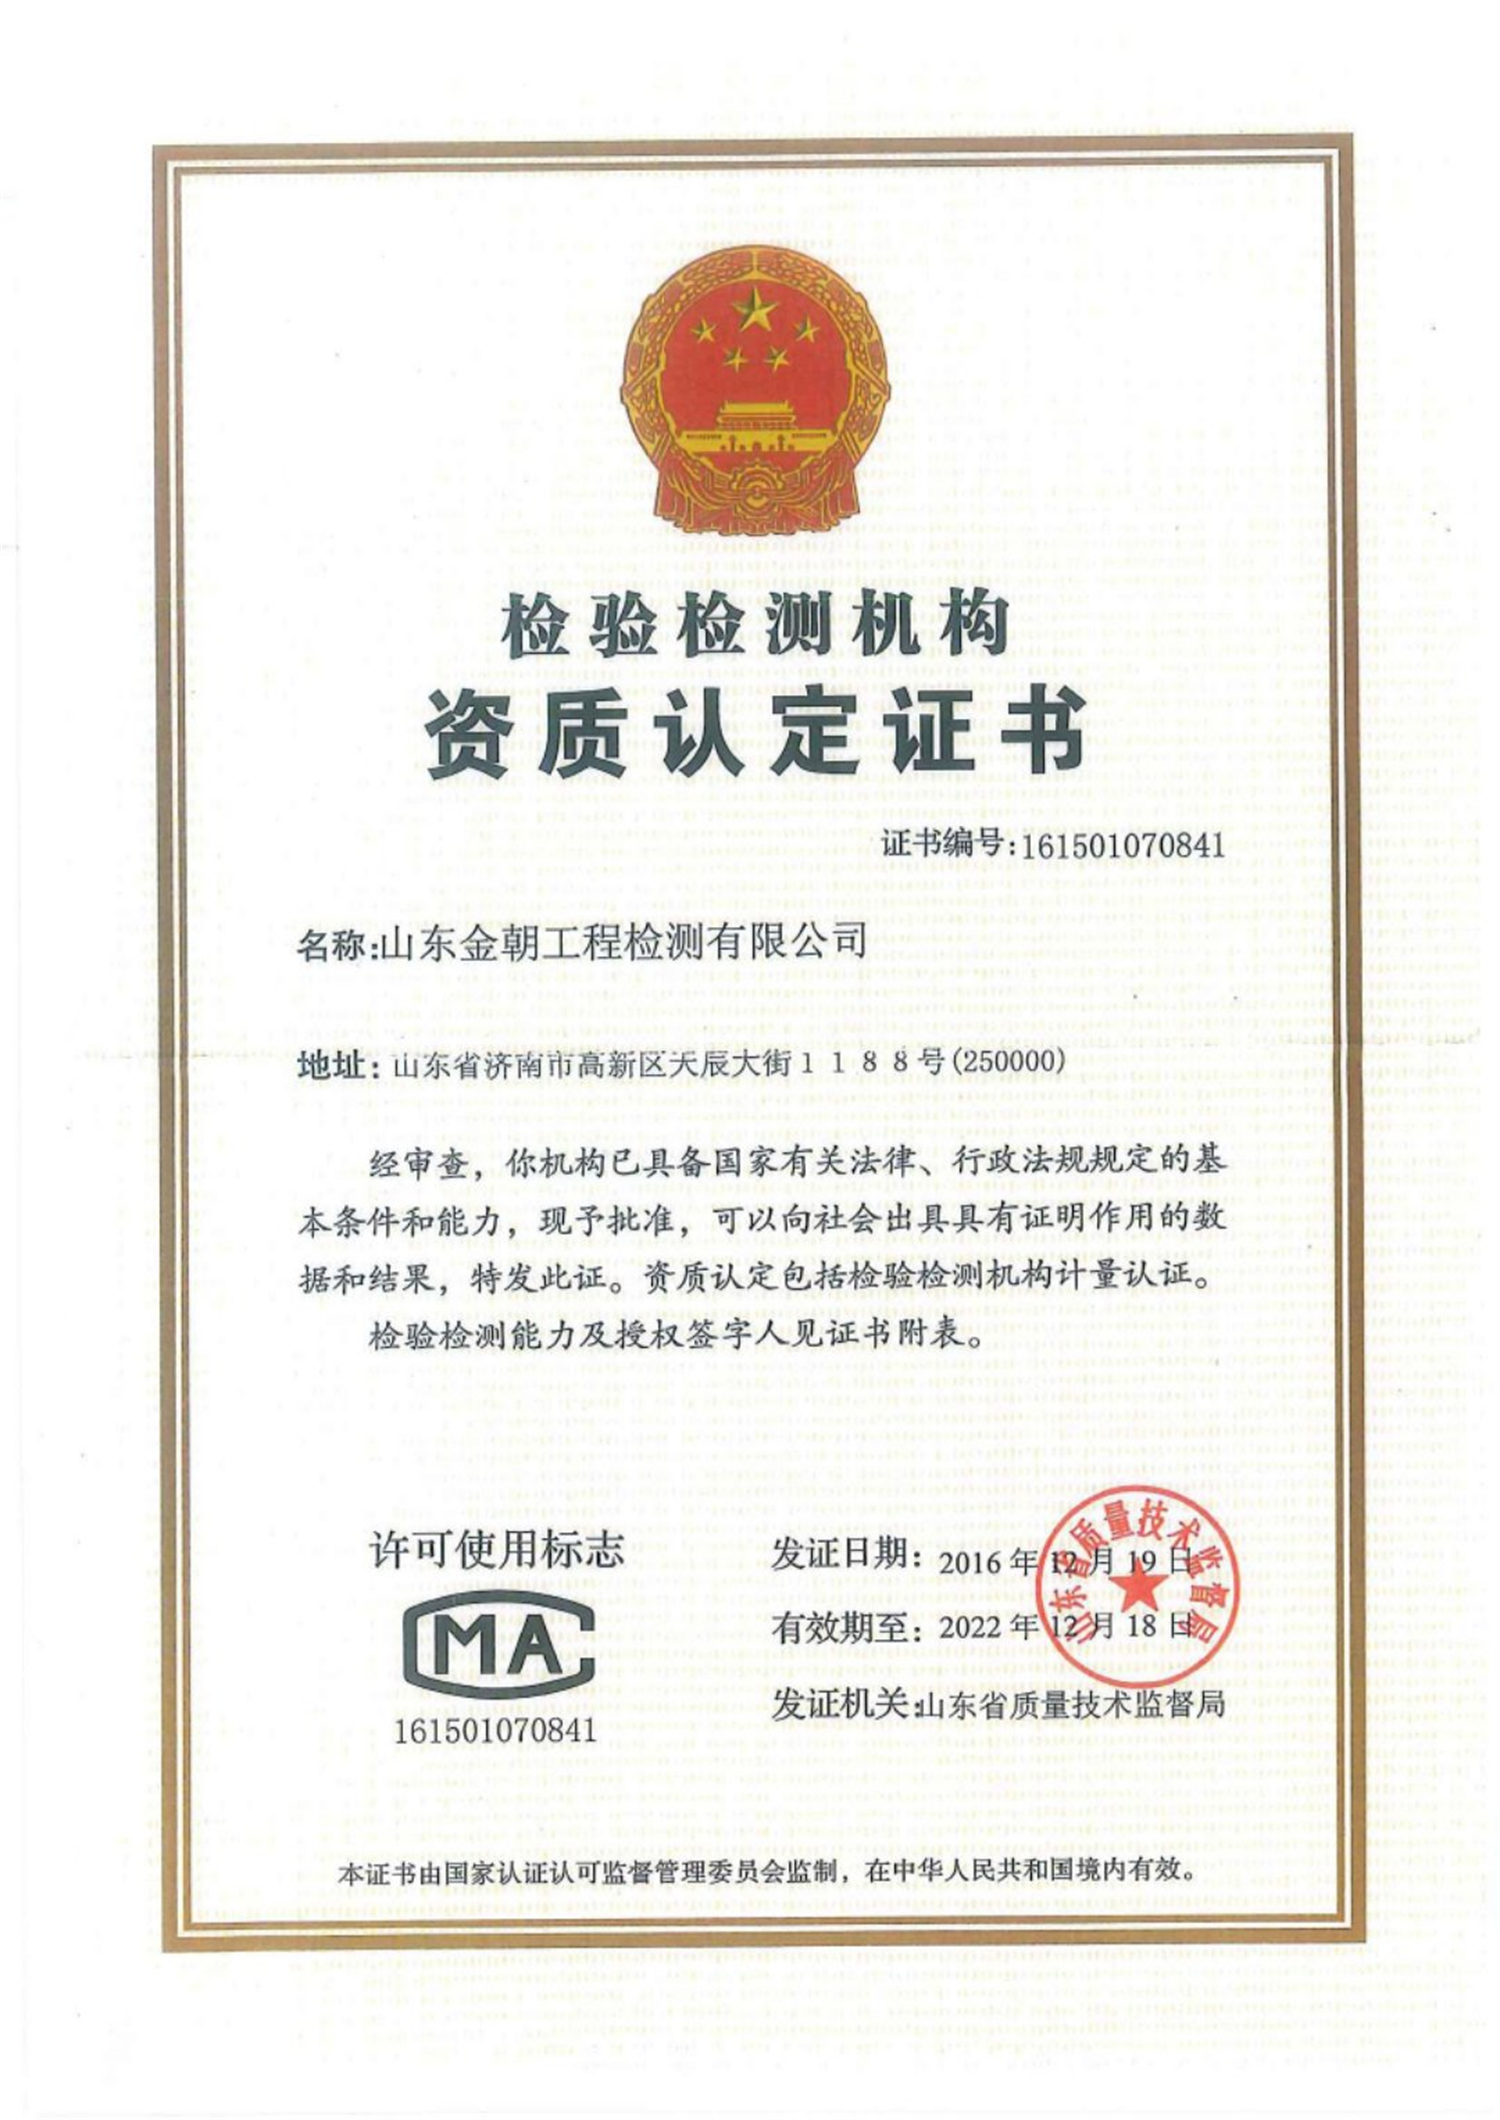 检验检测机构
资质认定证书
证书编号:161501070841
名称:山东金朝工程检测有限公司
地址:山东省济南市高新区天辰大街1188号(250000)
经审查，你机构已具备国家有关法律、行政法规规定的基
本条件和能力，现予批准，可以向社会出具具有证明作用的数
据和结果，特发此证。资质认定包括检验检测机构计量认证。
检验检测能力及授权签字人见证书附表。
许可使用标志
MA
161501070841
发证日期：2016年12月19日
有效期至：2022年12月18日
发证机关:山东省质量技术监督局
山东省质量技术监督局
本证书由国家认证认可监督管理委员会监制，在中华人民共和国境内有效。